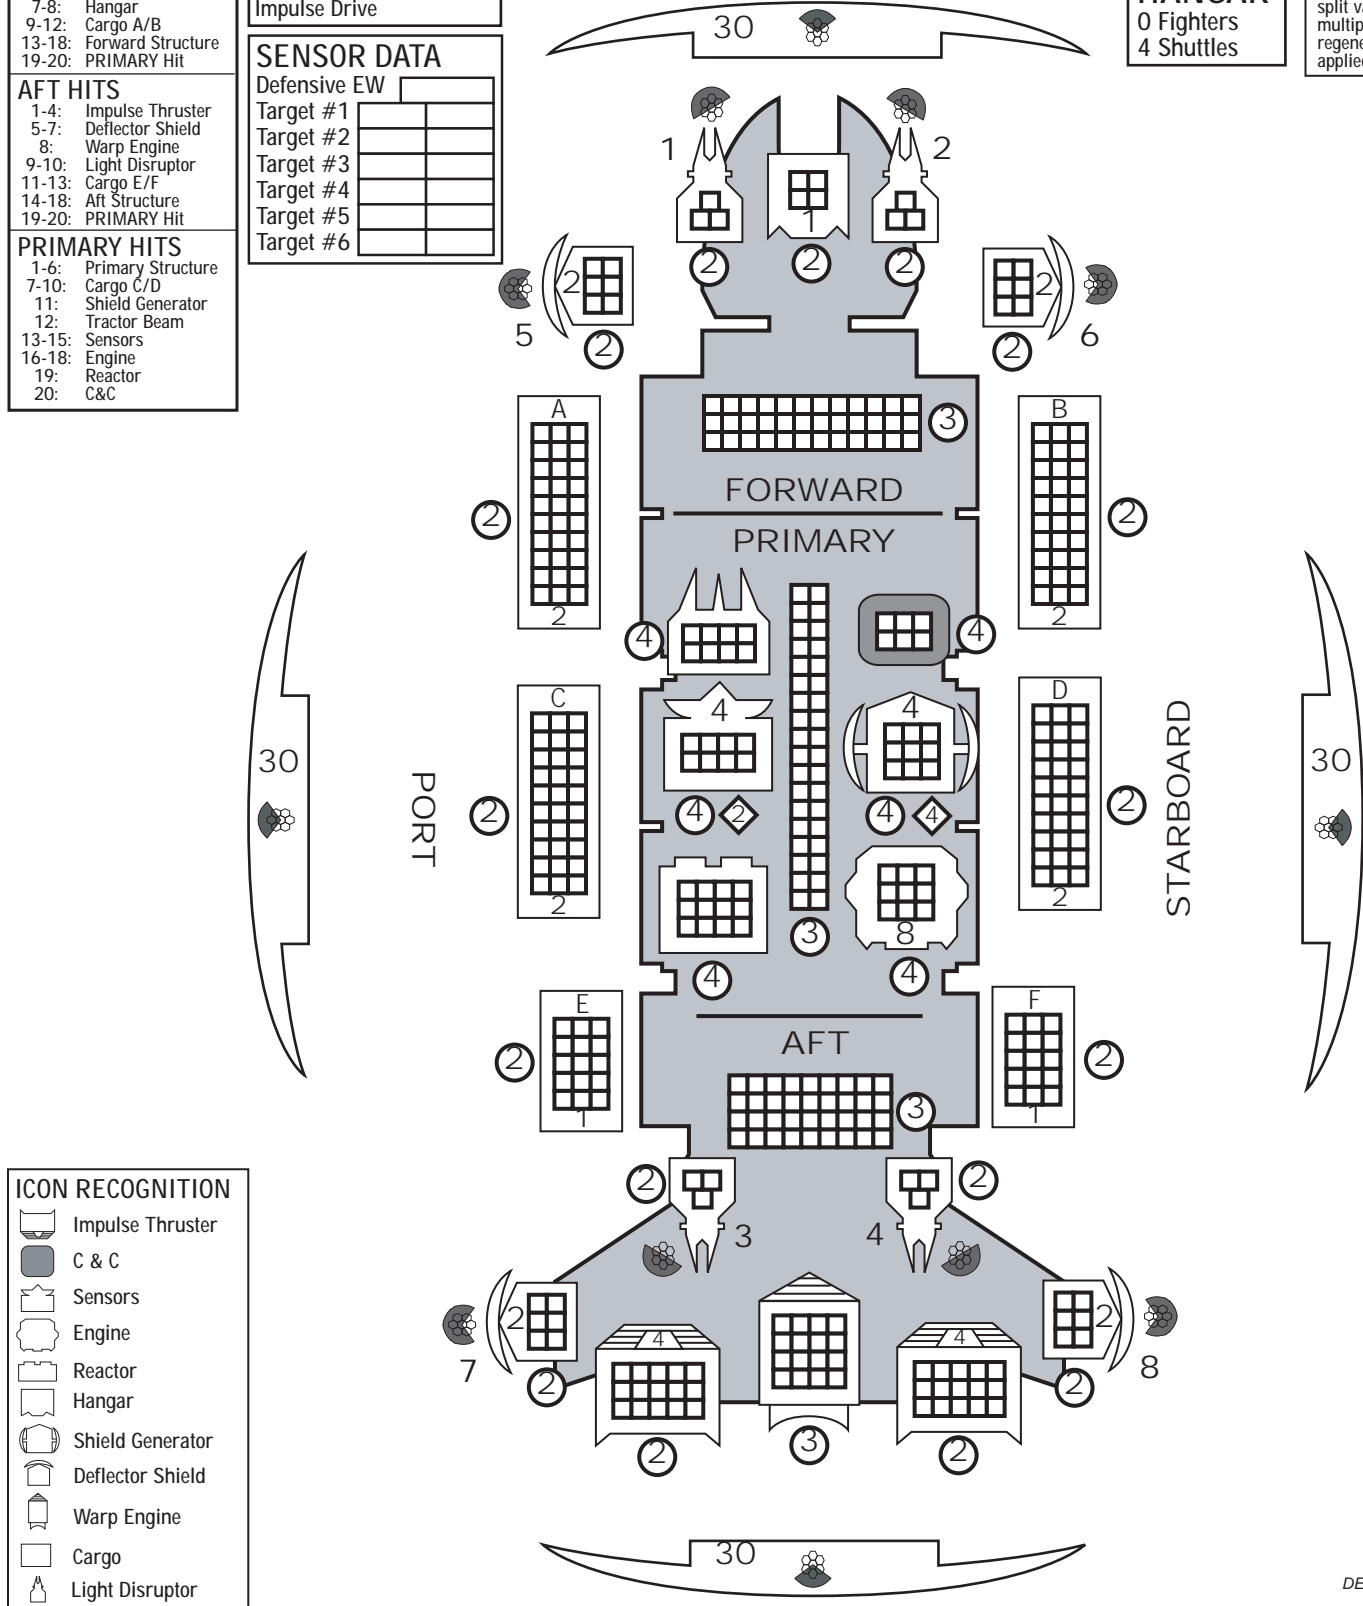 7-8: Hangar
9-12: Cargo A/B
13-18: Forward Structure
19-20: PRIMARY Hit
AFT HITS
1-4: Impulse Thruster
5-7: Deflector Shield
8: Warp Engine
9-10: Light Disruptor
11-13: Cargo E/F
14-18: Aft Structure
19-20: PRIMARY Hit
PRIMARY HITS
1-6: Primary Structure
7-10: Cargo C/D
11: Shield Generator
12: Tractor Beam
13-15: Sensors
16-18: Engine
19: Reactor
20: C&C
Impulse Drive
SENSOR DATA
Defensive EW
Target #1
Target #2
Target #3
Target #4
Target #5
Target #6
0 Fighters
4 Shuttles
30
1 2
1
2 2 2
2 2
5 6
2 2
A B
3
FORWARD
2 2
PRIMARY
2 2
4 4
C D
4 4
30 30
PORT
STARBOARD
2 2
4 2 4 4
2 2
8
3
4 4
E F
AFT
2 2
3
1 1
2 2
3 4
2 2
7 8
4 4
2 2
2 3 2
30
ICON RECOGNITION
Impulse Thruster
C & C
Sensors
Engine
Reactor
Hangar
Shield Generator
Deflector Shield
Warp Engine
Cargo
Light Disruptor